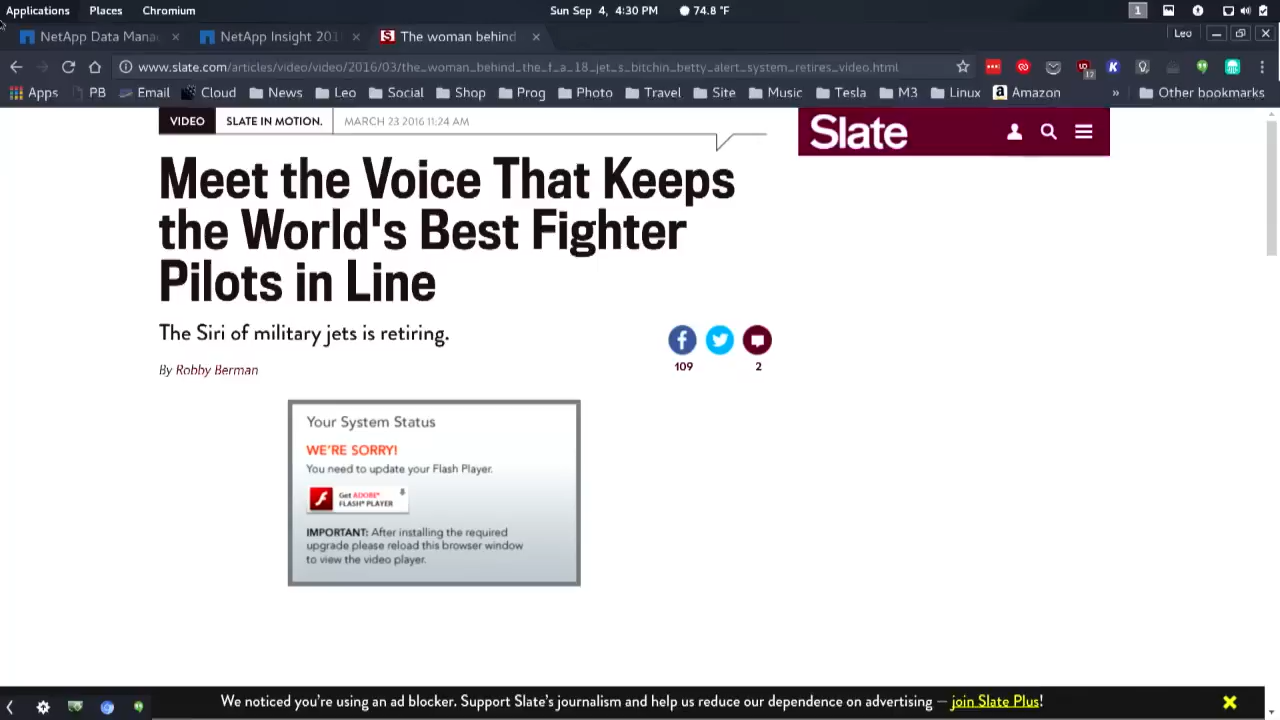 Applications Places Chromium Sun Sep 4, 4:30 PM 74.8 °F 1
NetApp Data Mana NetApp Insight 201 The woman behind Leo
www.slate.com/articles/video/video/2016/03/the_woman_behind_the_f_a_18_jet_s_bitchin_betty_alert_system_retires_video.html
Apps PB Email Cloud News Leo Social Shop Prog Photo Travel Site Music Tesla M3 Linux Amazon » Other bookmarks
VIDEO SLATE IN MOTION. MARCH 23 2016 11:24 AM
Slate
Meet the Voice That Keeps
the World's Best Fighter
Pilots in Line
The Siri of military jets is retiring.
By Robby Berman
109 2
Your System Status
WE'RE SORRY!
You need to update your Flash Player.
Get ADOBE®
FLASH® PLAYER
IMPORTANT: After installing the required
upgrade please reload this browser window
to view the video player.
We noticed you're using an ad blocker. Support Slate's journalism and help us reduce our dependence on advertising — join Slate Plus!